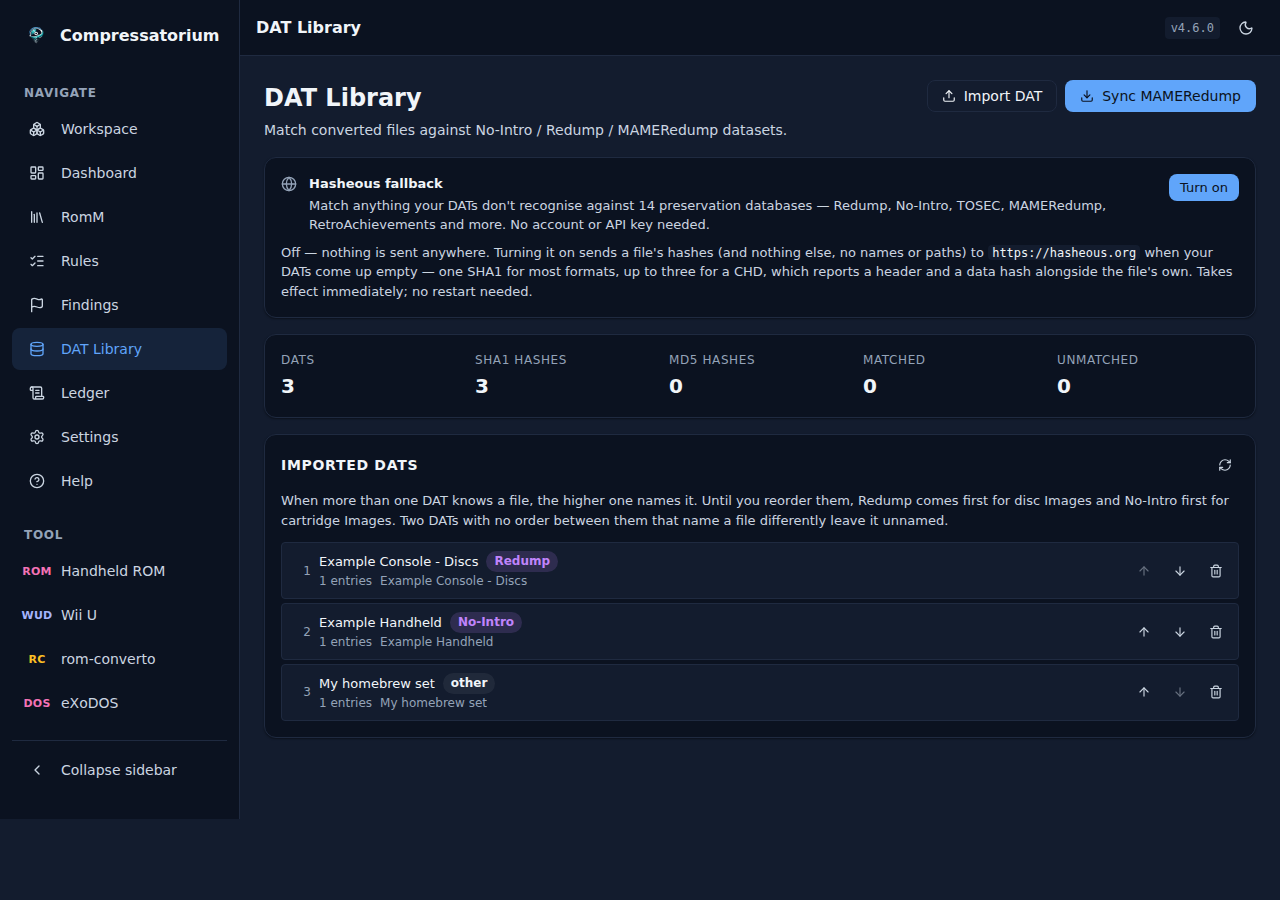 Compressatorium
DAT Library
v4.6.0
NAVIGATE
Workspace
Dashboard
RomM
Rules
Findings
DAT Library
Ledger
Settings
Help
TOOL
ROM Handheld ROM
WUD Wii U
RC rom-converto
DOS eXoDOS
Collapse sidebar
DAT Library
Import DAT
Sync MAMERedump
Match converted files against No-Intro / Redump / MAMERedump datasets.
Hasheous fallback
Turn on
Match anything your DATs don't recognise against 14 preservation databases — Redump, No-Intro, TOSEC, MAMERedump,
RetroAchievements and more. No account or API key needed.
Off — nothing is sent anywhere. Turning it on sends a file's hashes (and nothing else, no names or paths) to https://hasheous.org when your
DATs come up empty — one SHA1 for most formats, up to three for a CHD, which reports a header and a data hash alongside the file's own. Takes
effect immediately; no restart needed.
DATS SHA1 HASHES MD5 HASHES MATCHED UNMATCHED
3 3 0 0 0
IMPORTED DATS
When more than one DAT knows a file, the higher one names it. Until you reorder them, Redump comes first for disc Images and No-Intro first for
cartridge Images. Two DATs with no order between them that name a file differently leave it unnamed.
1 Example Console - Discs Redump
1 entries Example Console - Discs
2 Example Handheld No-Intro
1 entries Example Handheld
3 My homebrew set other
1 entries My homebrew set